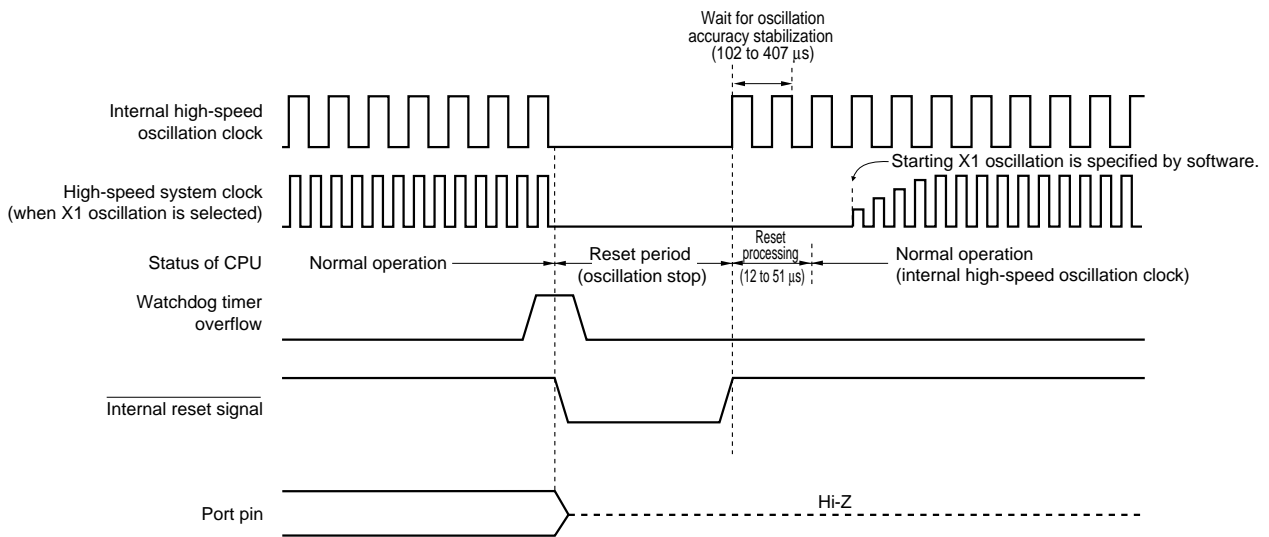 Wait for oscillation
accuracy stabilization
(102 to 407 μs)
Internal high-speed
oscillation clock
Starting X1 oscillation is specified by software.
High-speed system clock
(when X1 oscillation is selected)
Status of CPU
Normal operation
Reset period
(oscillation stop)
Reset
processing
(12 to 51 μs)
Normal operation
(internal high-speed oscillation clock)
Watchdog timer
overflow
Internal reset signal
Port pin
Hi-Z